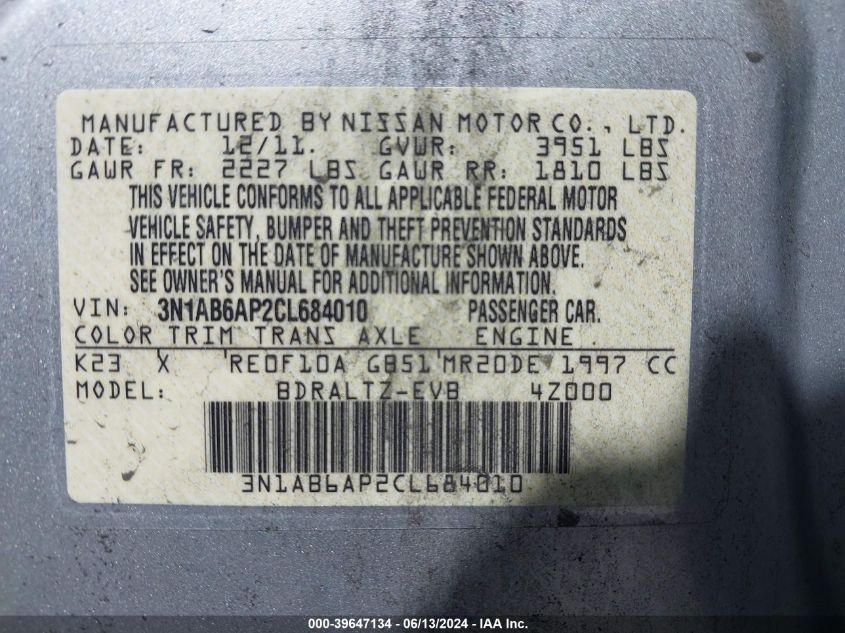 MANUFACTURED BY NISSAN MOTOR CO., LTD.
DATE: 12/11. GVWR: 3951 LBS
GAWR FR: 2227 LBS GAWR RR: 1810 LBS
THIS VEHICLE CONFORMS TO ALL APPLICABLE FEDERAL MOTOR
VEHICLE SAFETY, BUMPER AND THEFT PREVENTION STANDARDS
IN EFFECT ON THE DATE OF MANUFACTURE SHOWN ABOVE.
SEE OWNER'S MANUAL FOR ADDITIONAL INFORMATION.
VIN: 3N1AB6AP2CL684010 PASSENGER CAR.
COLOR TRIM TRANS AXLE ENGINE
K23 X RE0F10A GB51 MR20DE 1997 CC
MODEL: BDRALTZ-EVB 4Z000
3N1AB6AP2CL684010
000-39647134 - 06/13/2024 - IAA Inc.